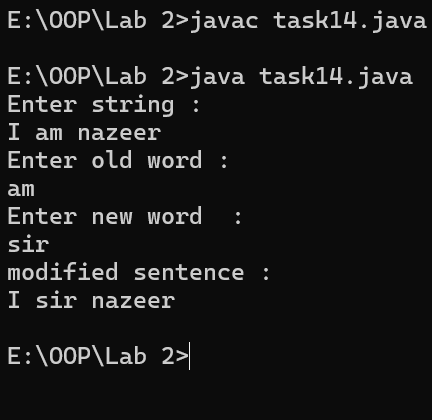 E:\OOP\Lab 2>javac task14.java
E:\OOP\Lab 2>java task14.java
Enter string :
I am nazeer
Enter old word :
am
Enter new word  :
sir
modified sentence :
I sir nazeer
E:\OOP\Lab 2>